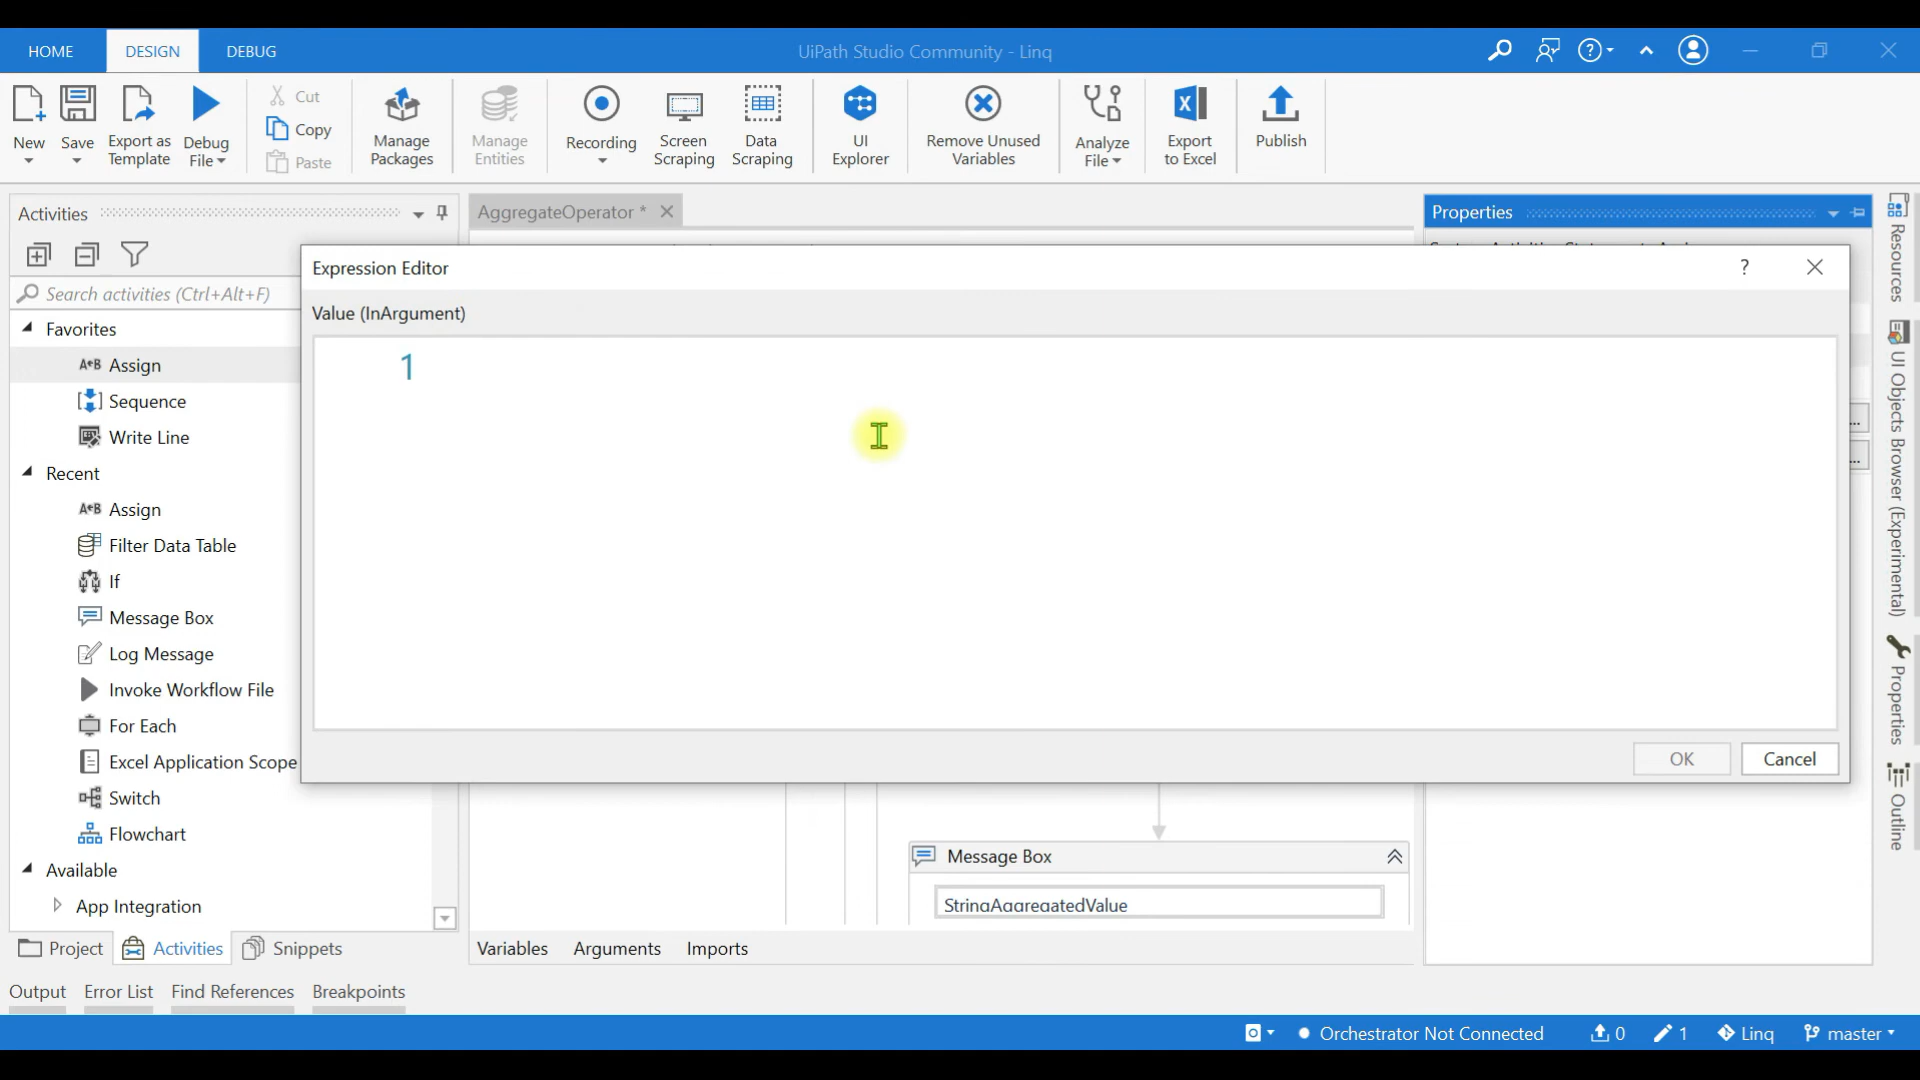 HOME DESIGN DEBUG UiPath Studio Community - Linq
New Save Export as Template Debug File Cut Copy Paste Manage Packages Manage Entities Recording Screen Scraping Data Scraping UI Explorer Remove Unused Variables Analyze File Export to Excel Publish
Activities
AggregateOperator *
Properties
Search activities (Ctrl+Alt+F)
Favorites
A+B Assign
Sequence
Write Line
Recent
A+B Assign
Filter Data Table
If
Message Box
Log Message
Invoke Workflow File
For Each
Excel Application Scope
Switch
Flowchart
Available
App Integration
Project Activities Snippets
Expression Editor
?
Value (InArgument)
1
OK Cancel
Message Box
StringAggregatedValue
Variables Arguments Imports
Resources
UI Objects Browser (Experimental)
Properties
Outline
Output Error List Find References Breakpoints
Orchestrator Not Connected 0 1 Linq master